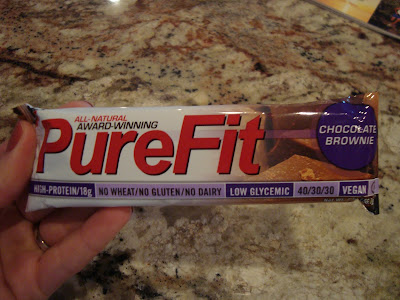 ALL-NATURAL
AWARD-WINNING
PureFit
CHOCOLATE
BROWNIE
HIGH-PROTEIN/18g NO WHEAT/NO GLUTEN/NO DAIRY LOW GLYCEMIC 40/30/30 VEGAN